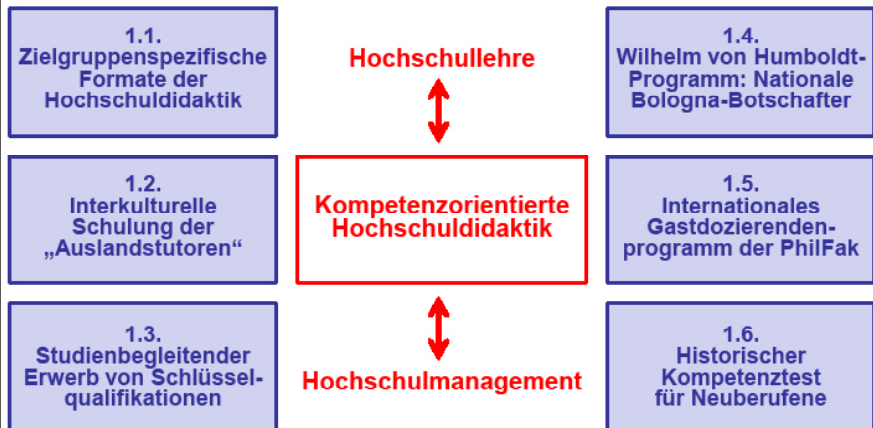 1.1.
Zielgruppenspezifische
Formate der
Hochschuldidaktik
Hochschullehre
1.4.
Wilhelm von Humboldt-
Programm: Nationale
Bologna-Botschafter
1.2.
Interkulturelle
Schulung der
„Auslandstutoren“
Kompetenzorientierte
Hochschuldidaktik
1.5.
Internationales
Gastdozierenden-
programm der PhilFak
1.3.
Studienbegleitender
Erwerb von Schlüssel-
qualifikationen
Hochschulmanagement
1.6.
Historischer
Kompetenztest
für Neuberufene